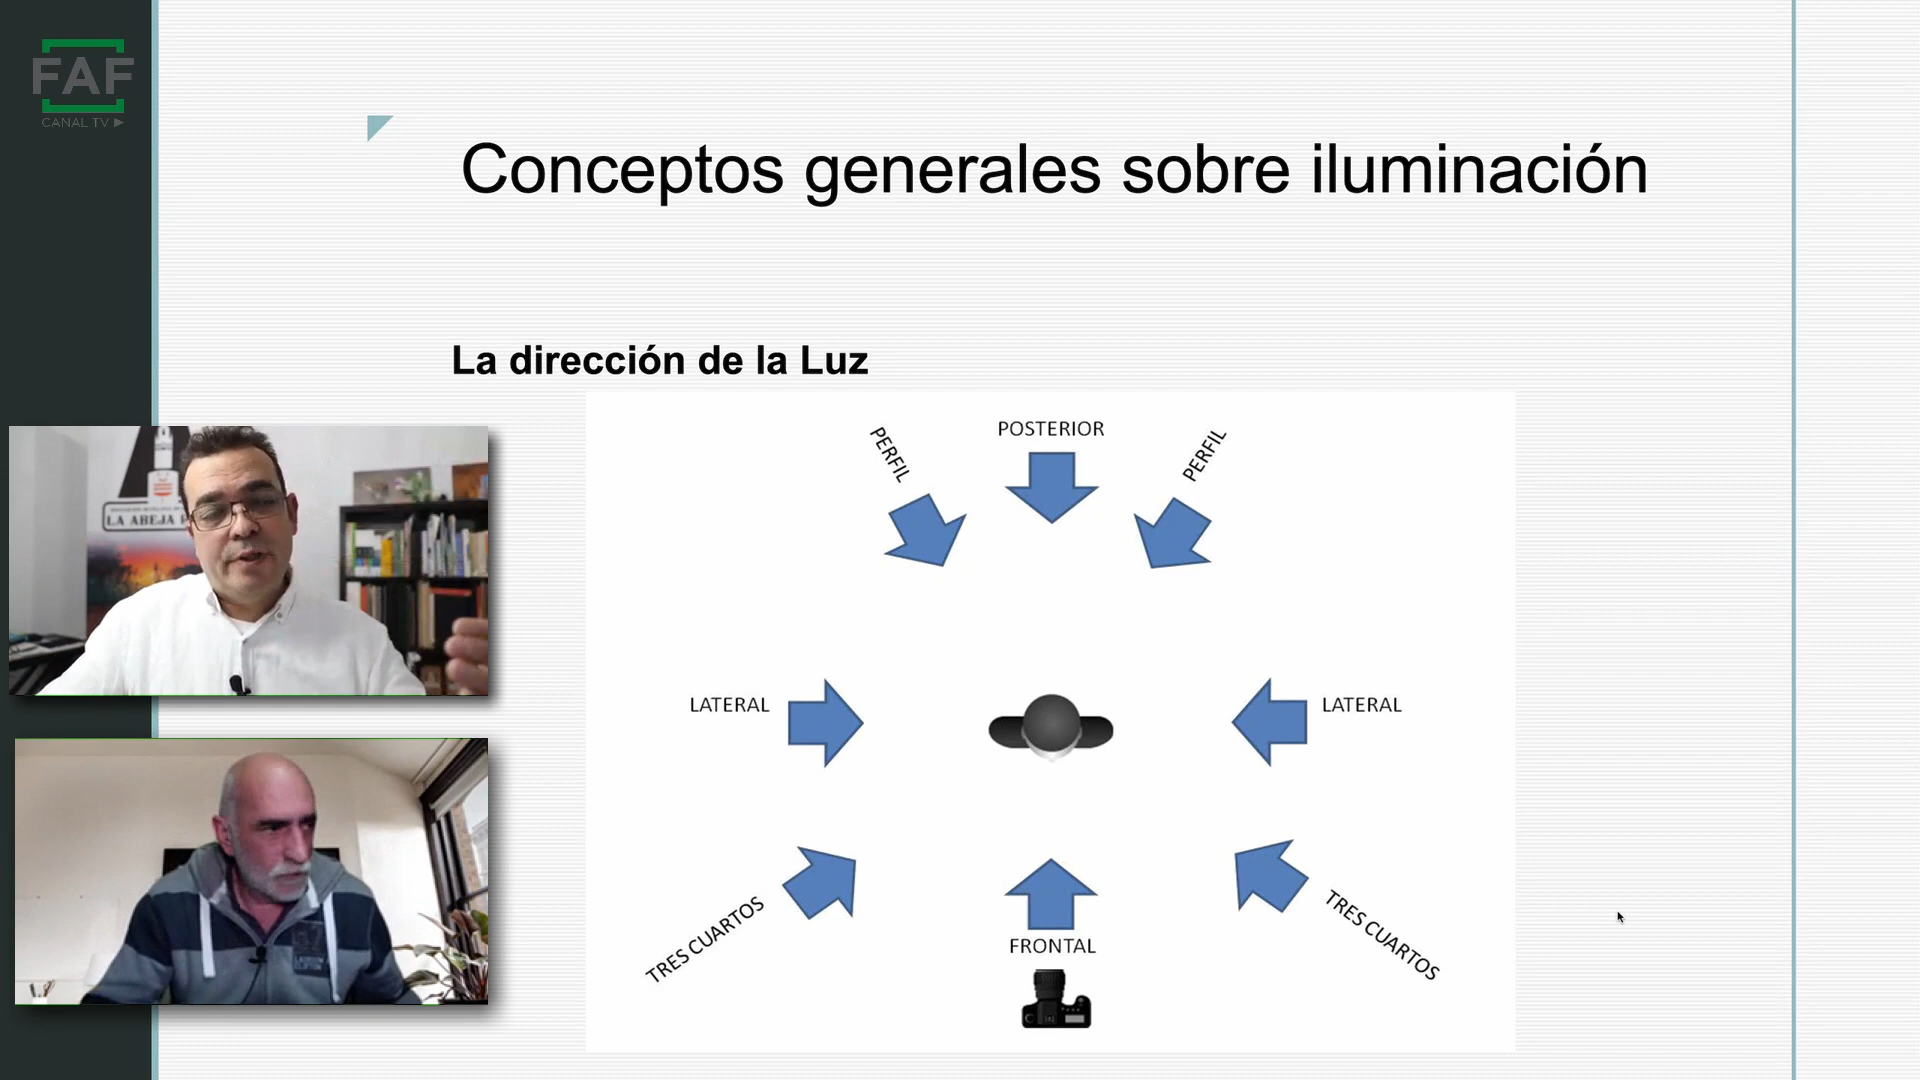 FAF
CANAL TV
Conceptos generales sobre iluminación
La dirección de la Luz
PERFIL
POSTERIOR
PERFIL
LATERAL
LATERAL
TRES CUARTOS
FRONTAL
TRES CUARTOS
LA ABEJA